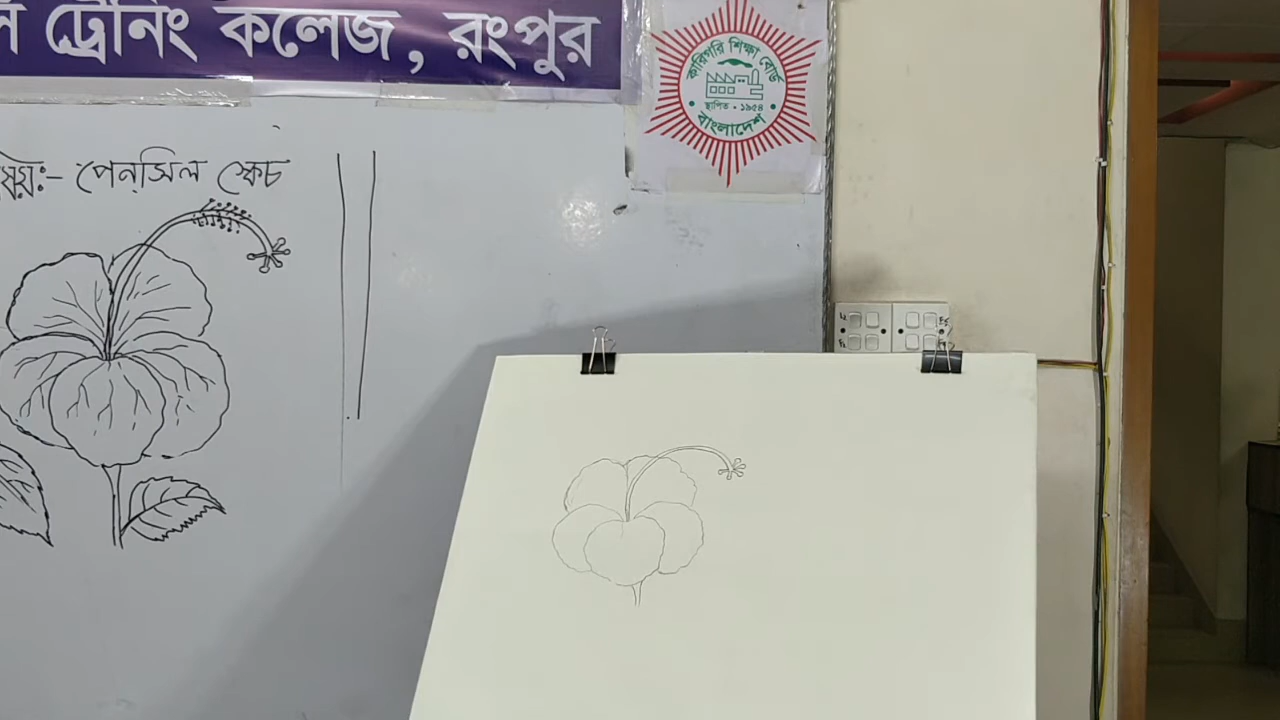 ট্রেনিং কলেজ, রংপুর
কারিগরি শিক্ষা বোর্ড
স্থাপিত • ১৯৫৪
বাংলাদেশ
পেনসিল স্কেচ